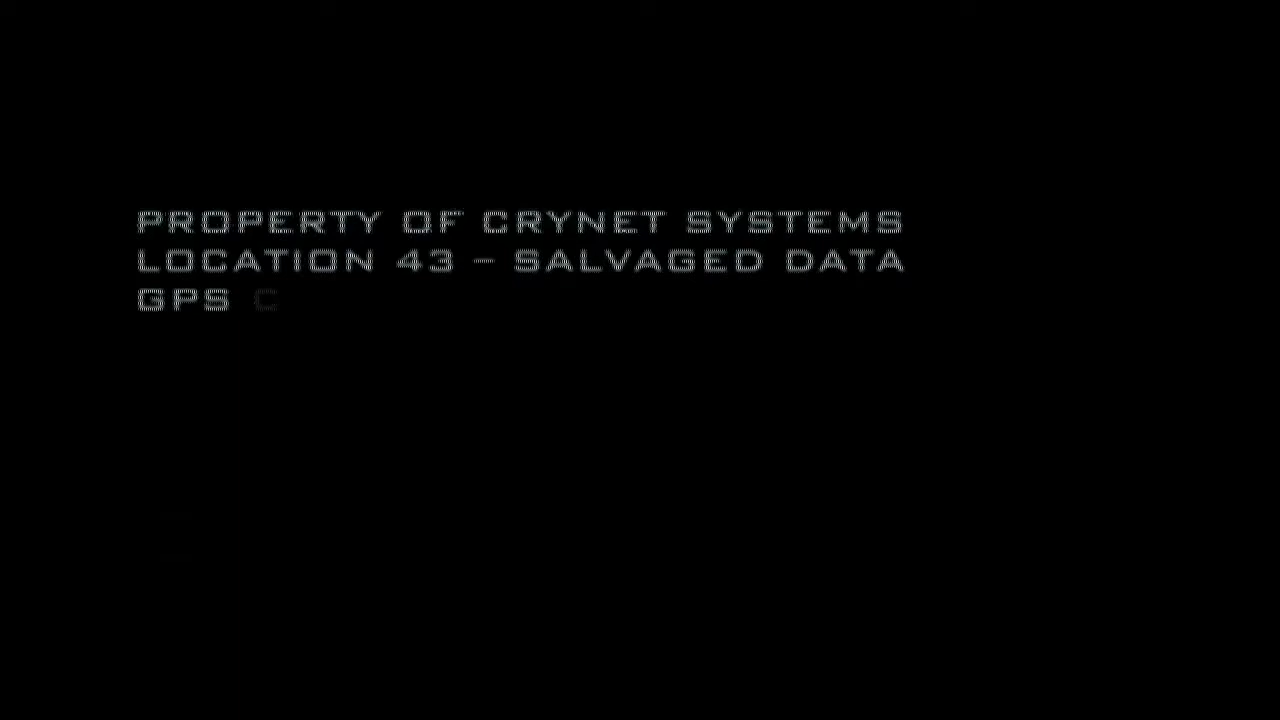 PROPERTY OF CRYNET SYSTEMS
LOCATION 43 – SALVAGED DATA
GPS C